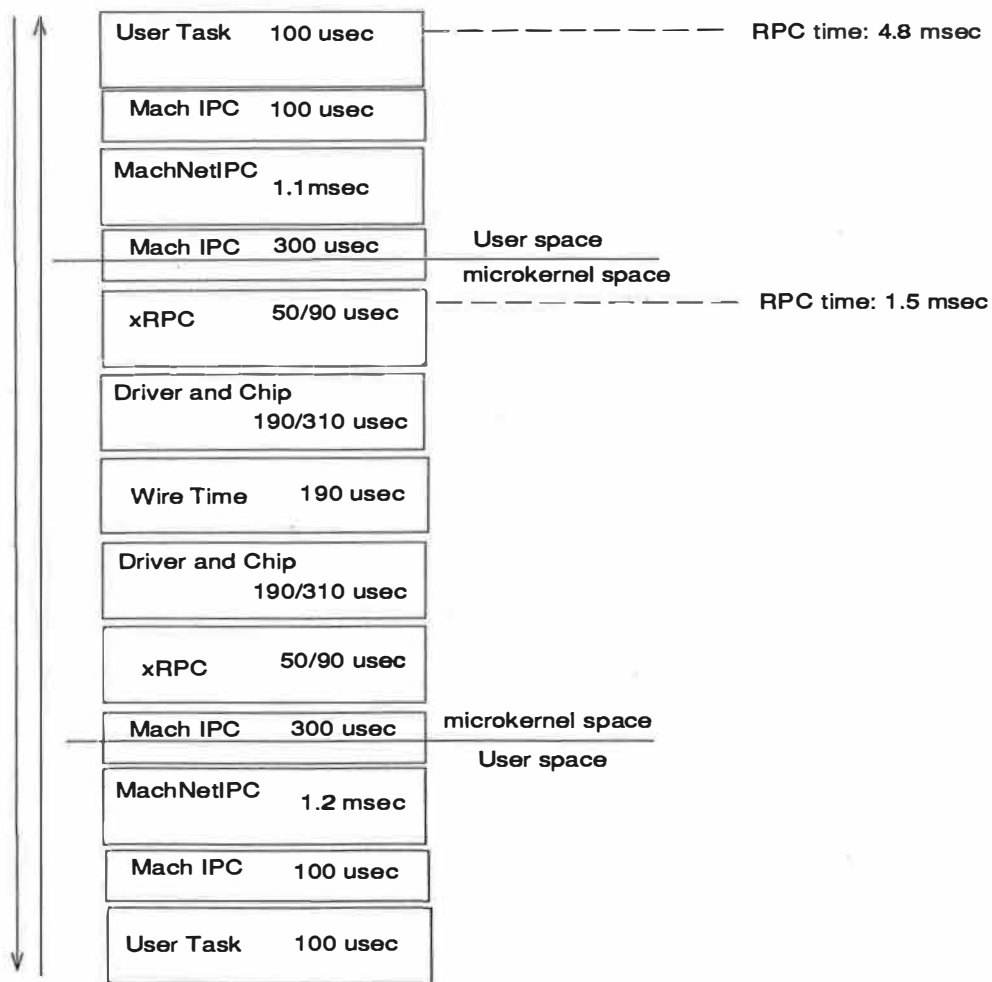 User Task 100 usec
RPC time: 4.8 msec
Mach IPC 100 usec
MachNetIPC
1.1msec
Mach IPC 300 usec
User space
microkernel space
xRPC 50/90 usec
RPC time: 1.5 msec
Driver and Chip
190/310 usec
Wire Time 190 usec
Driver and Chip
190/310 usec
xRPC 50/90 usec
Mach IPC 300 usec
microkernel space
User space
MachNetIPC
1.2 msec
Mach IPC 100 usec
User Task 100 usec